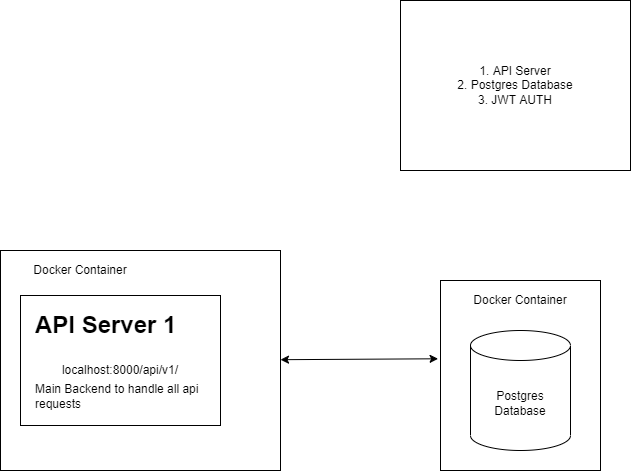 1. API Server
2. Postgres Database
3. JWT AUTH
Docker Container
API Server 1
localhost:8000/api/v1/
Main Backend to handle all api
requests
Docker Container
Postgres
Database